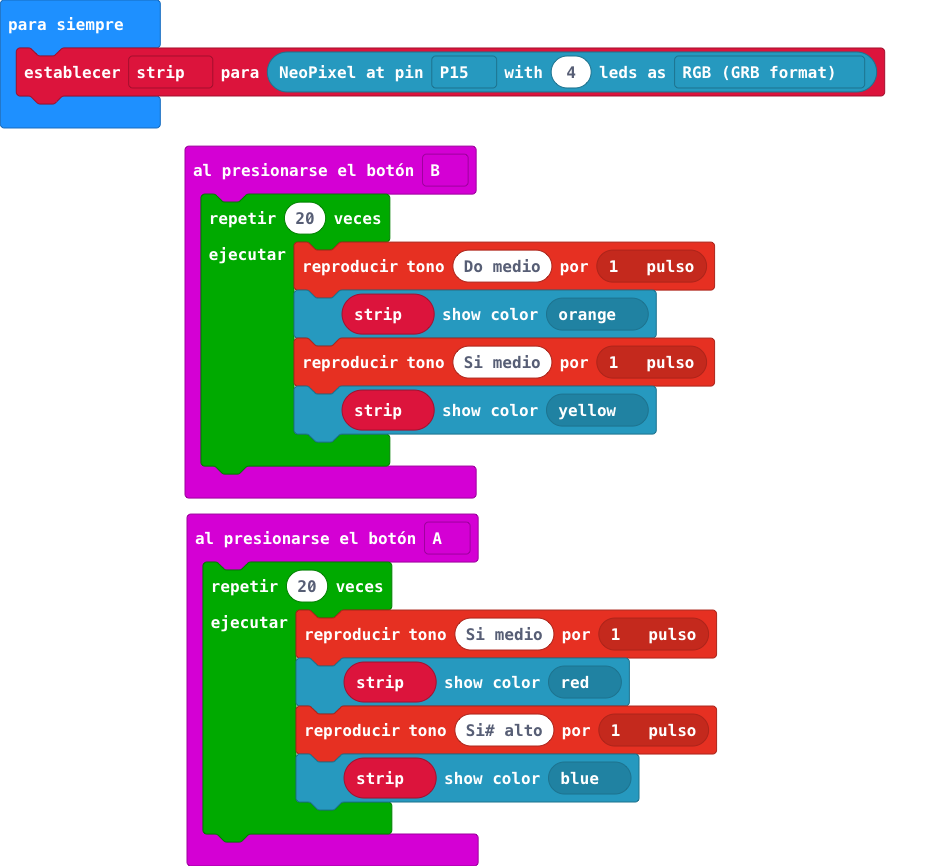 para siempre
establecer strip para NeoPixel at pin P15 with 4 leds as RGB (GRB format)
al presionarse el botón B
repetir 20 veces
ejecutar
reproducir tono Do medio por 1 pulso
strip show color orange
reproducir tono Si medio por 1 pulso
strip show color yellow
al presionarse el botón A
repetir 20 veces
ejecutar
reproducir tono Si medio por 1 pulso
strip show color red
reproducir tono Si# alto por 1 pulso
strip show color blue